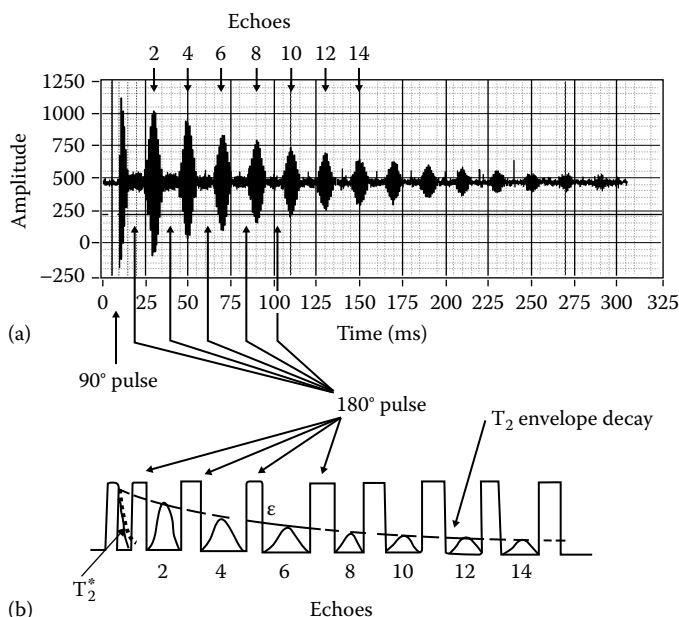 Echoes
2 4 6 8 10 12 14
1250
1000
750
500
250
0
−250
Amplitude
0 25 50 75 100 125 150 175 200 225 250 275 300 325
Time (ms)
(a)
90° pulse
180° pulse
T₂ envelope decay
ε
T₂*
2 4 6 8 10 12 14
(b)
Echoes